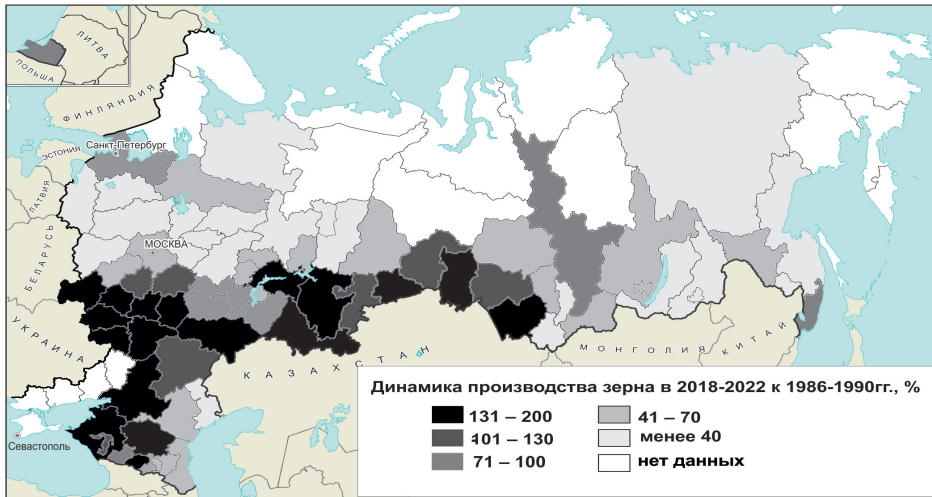 ЛИТВА
ПОЛЬША
ФИНЛЯНДИЯ
Санкт-Петербург
ЭСТОНИЯ
ЛАТВИЯ
БЕЛАРУСЬ
МОСКВА
УКРАИНА
КАЗАХСТАН
МОНГОЛИЯ
КИТАЙ
Севастополь
Динамика производства зерна в 2018-2022 к 1986-1990гг., %
131 – 200
101 – 130
71 – 100
41 – 70
менее 40
нет данных